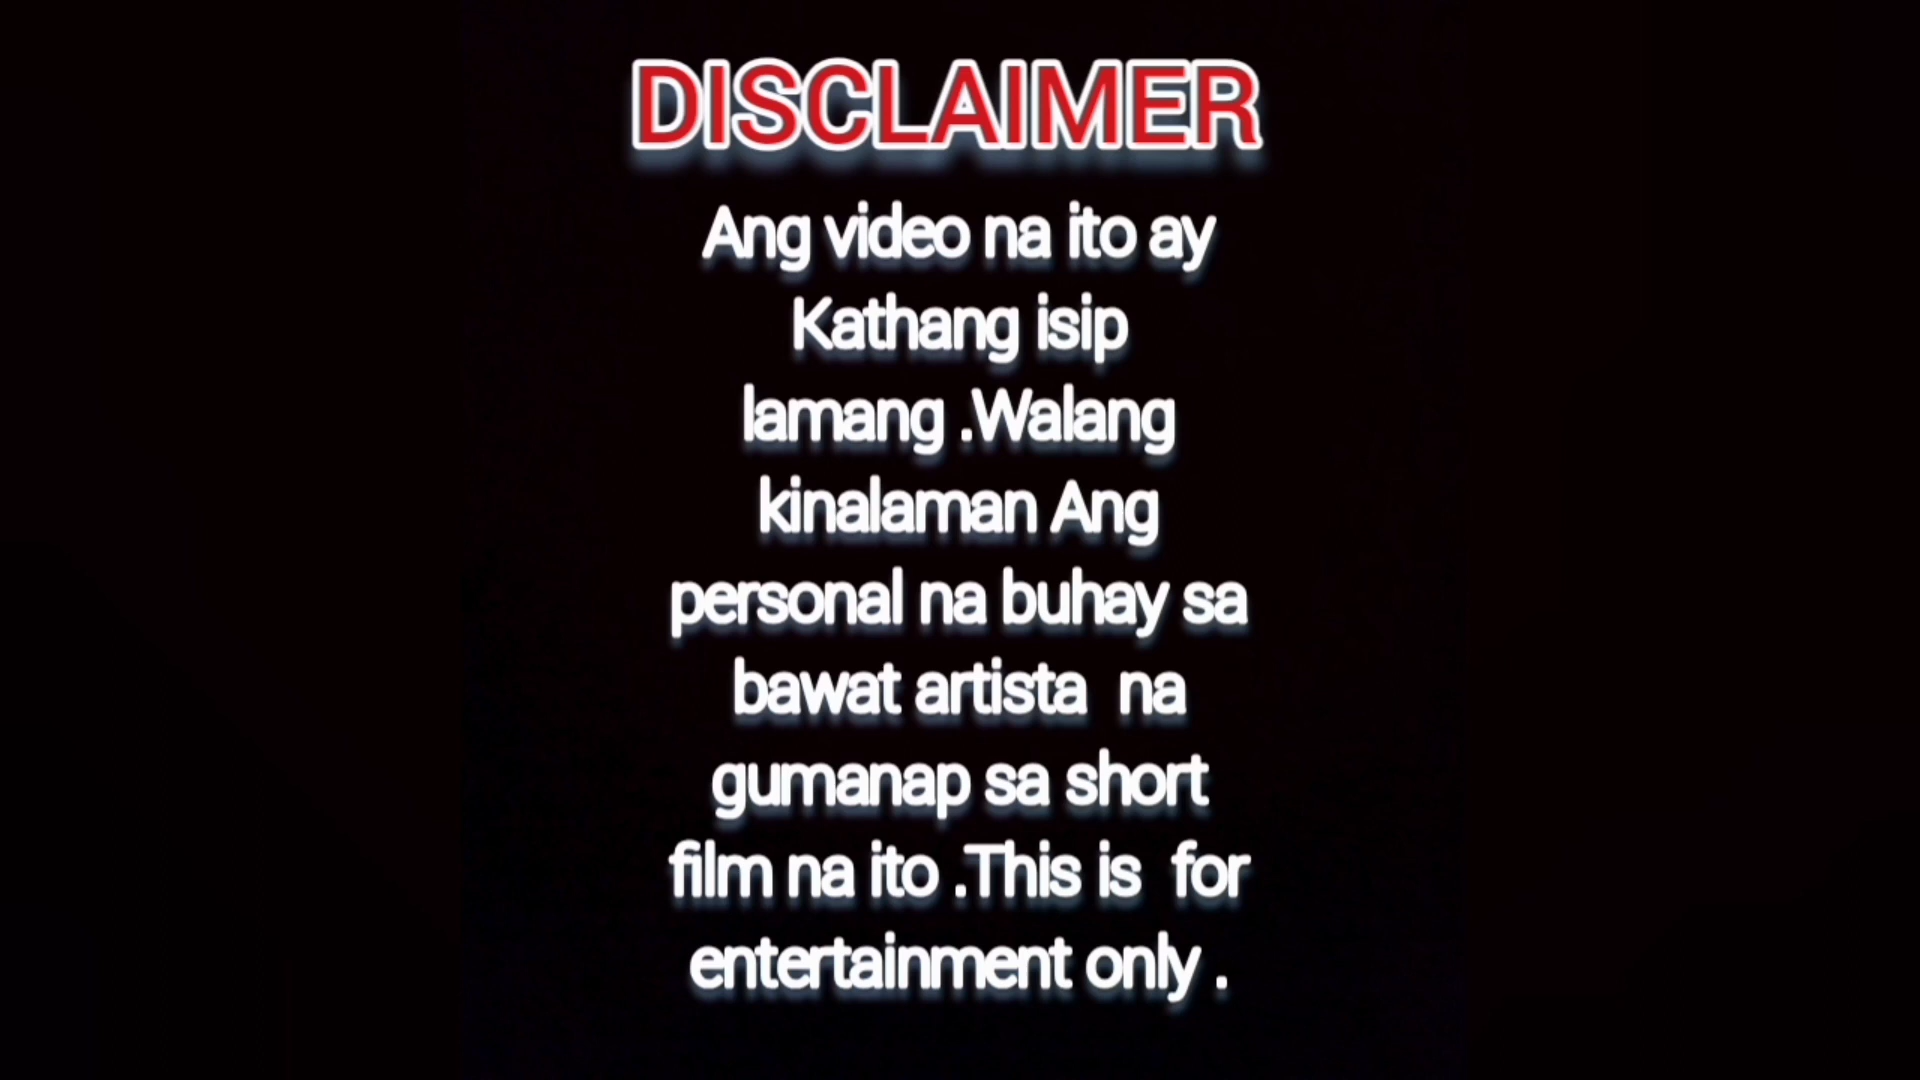 DISCLAIMER
Ang video na ito ay
Kathang isip
lamang .Walang
kinalaman Ang
personal na buhay sa
bawat artista  na
gumanap sa short
film na ito .This is  for
entertainment only .